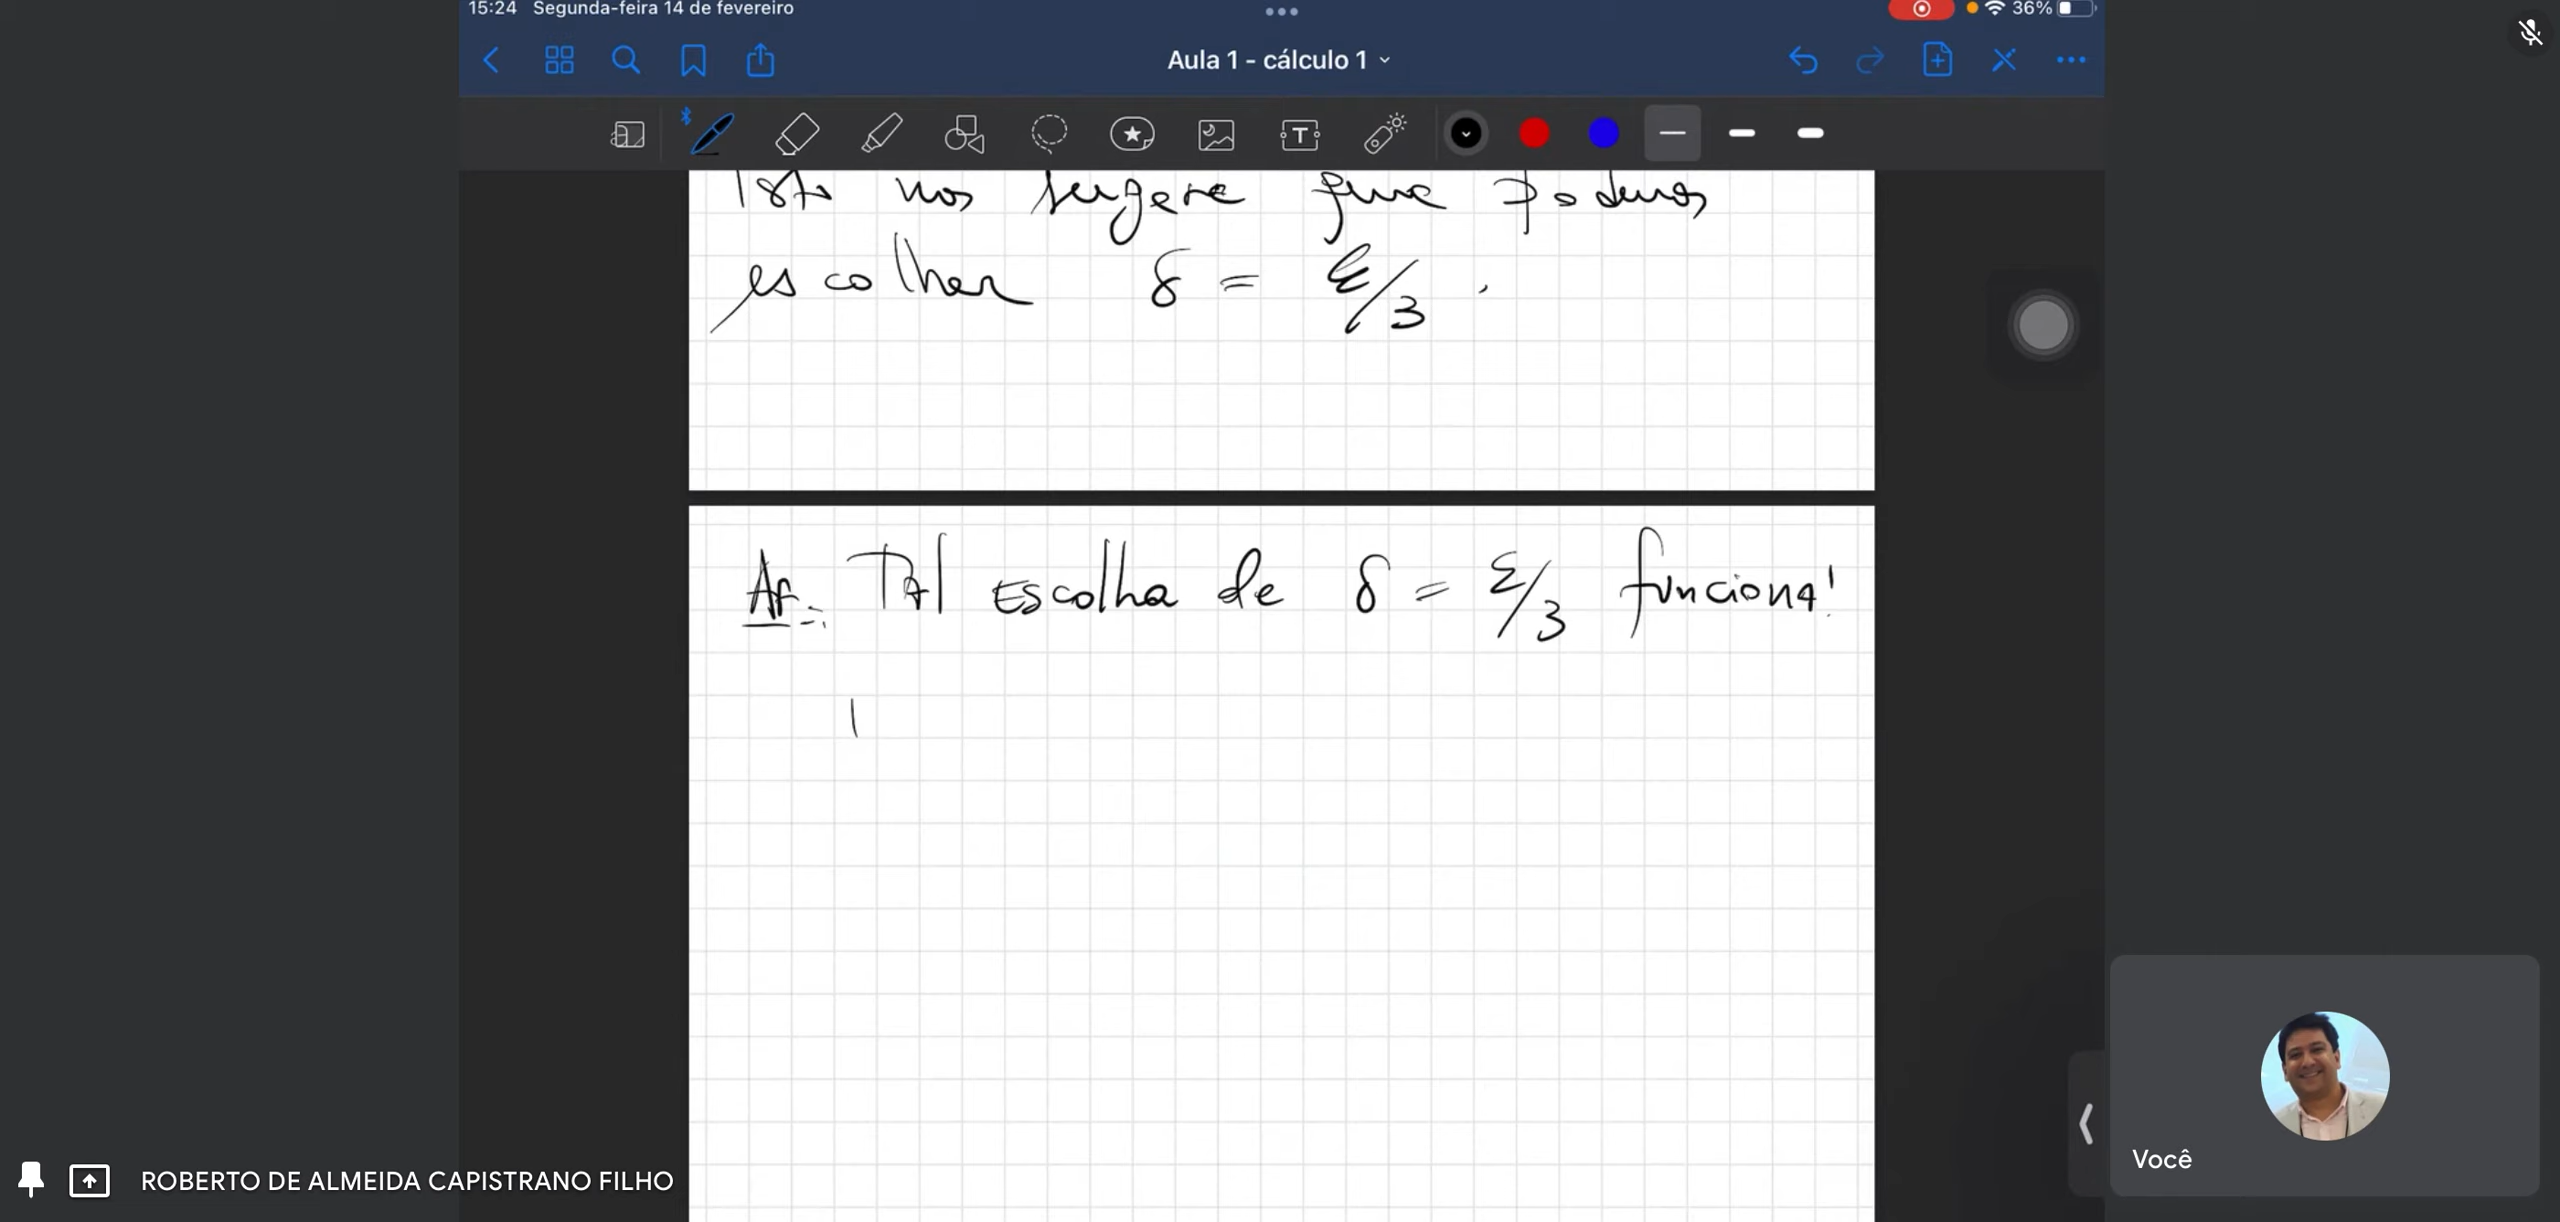 15:24 Segunda-feira 14 de fevereiro
36%
Aula 1 - cálculo 1
Isto nos sugere que podemos
escolher δ = ε/3.
Af.: Tal Escolha de δ = ε/3 funciona!
Você
ROBERTO DE ALMEIDA CAPISTRANO FILHO